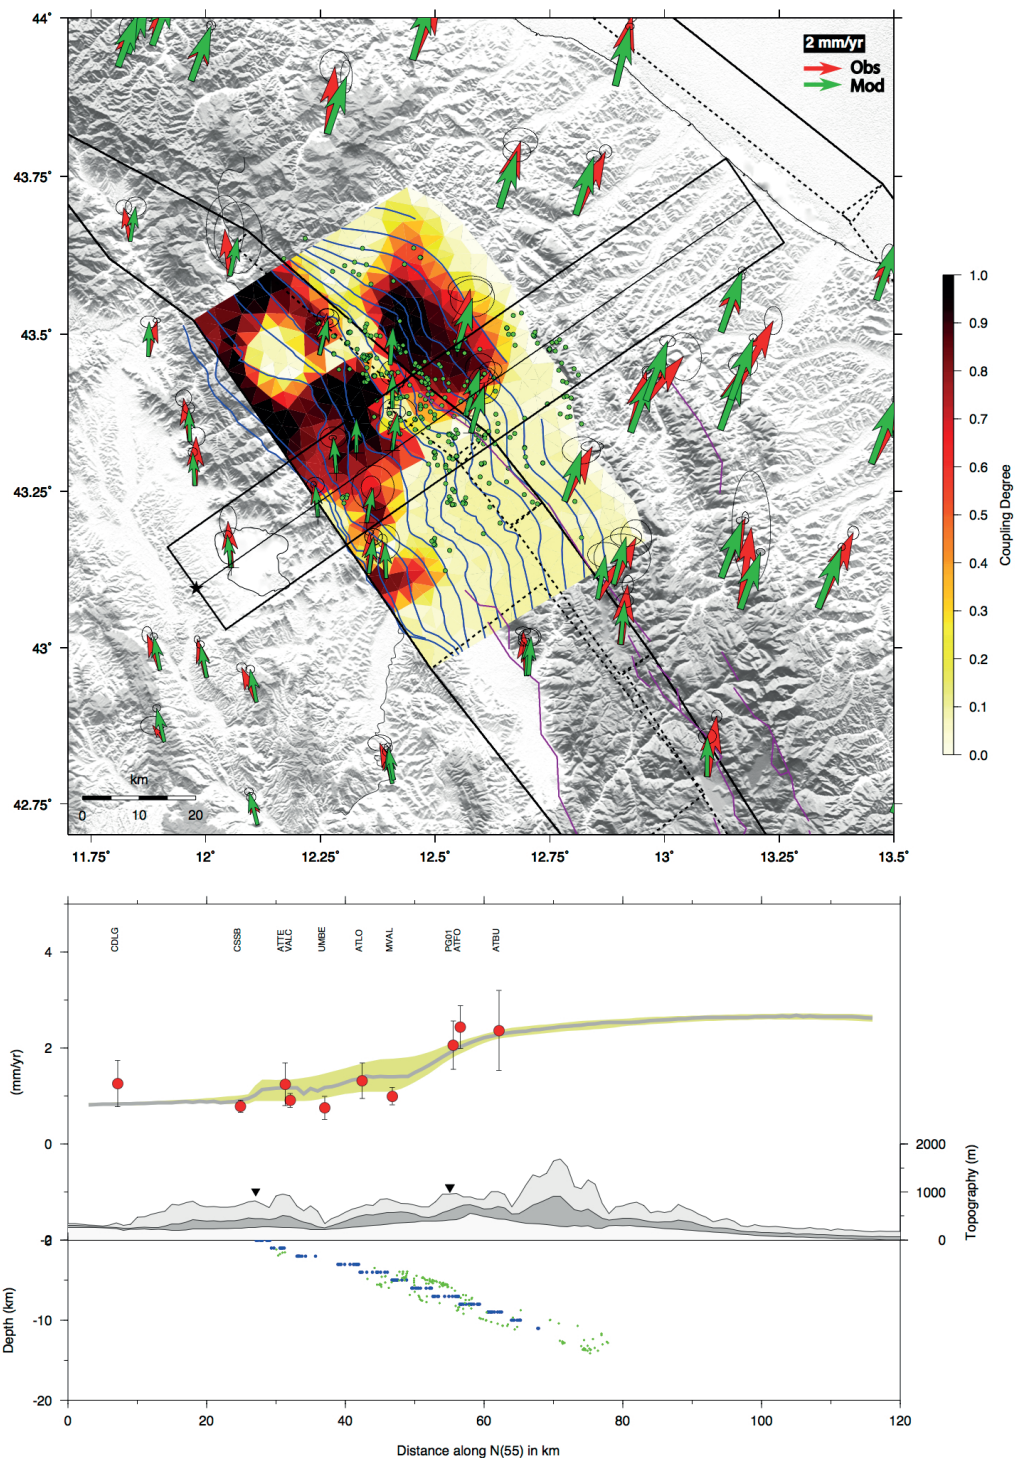 44˚
2 mm/yr
Obs
Mod
43.75˚
43.5˚
43.25˚
43˚
42.75˚
km
0 10 20
11.75˚ 12˚ 12.25˚ 12.5˚ 12.75˚ 13˚ 13.25˚ 13.5˚
1.0
0.9
0.8
0.7
0.6
0.5
0.4
0.3
0.2
0.1
0.0
Coupling Degree
CDLG CSSB ATTE VALC UMBE ATLO MVAL PG01 ATFO ATBU
4
2
0
(mm/yr)
2000
1000
0
Topography (m)
-10
-20
Depth (km)
0 20 40 60 80 100 120
Distance along N(55) in km